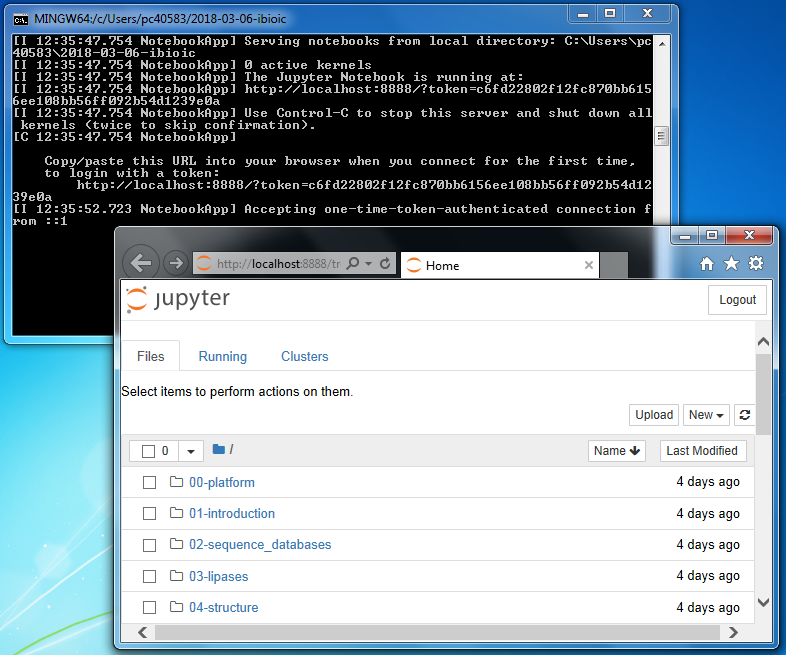 MINGW64:/c/Users/pc40583/2018-03-06-ibioic
[I 12:35:47.754 NotebookApp] Serving notebooks from local directory: C:\Users\pc
40583\2018-03-06-ibioic
[I 12:35:47.754 NotebookApp] 0 active kernels
[I 12:35:47.754 NotebookApp] The Jupyter Notebook is running at:
[I 12:35:47.754 NotebookApp] http://localhost:8888/?token=c6fd22802f12fc870bb615
6ee108bb56ff092b54d1239e0a
[I 12:35:47.754 NotebookApp] Use Control-C to stop this server and shut down all
kernels (twice to skip confirmation).
[C 12:35:47.754 NotebookApp]
Copy/paste this URL into your browser when you connect for the first time,
to login with a token:
http://localhost:8888/?token=c6fd22802f12fc870bb6156ee108bb56ff092b54d12
39e0a
[I 12:35:52.723 NotebookApp] Accepting one-time-token-authenticated connection f
rom ::1
http://localhost:8888/tr
Home
jupyter
Logout
Files Running Clusters
Select items to perform actions on them.
Upload New
0 / Name Last Modified
00-platform 4 days ago
01-introduction 4 days ago
02-sequence_databases 4 days ago
03-lipases 4 days ago
04-structure 4 days ago